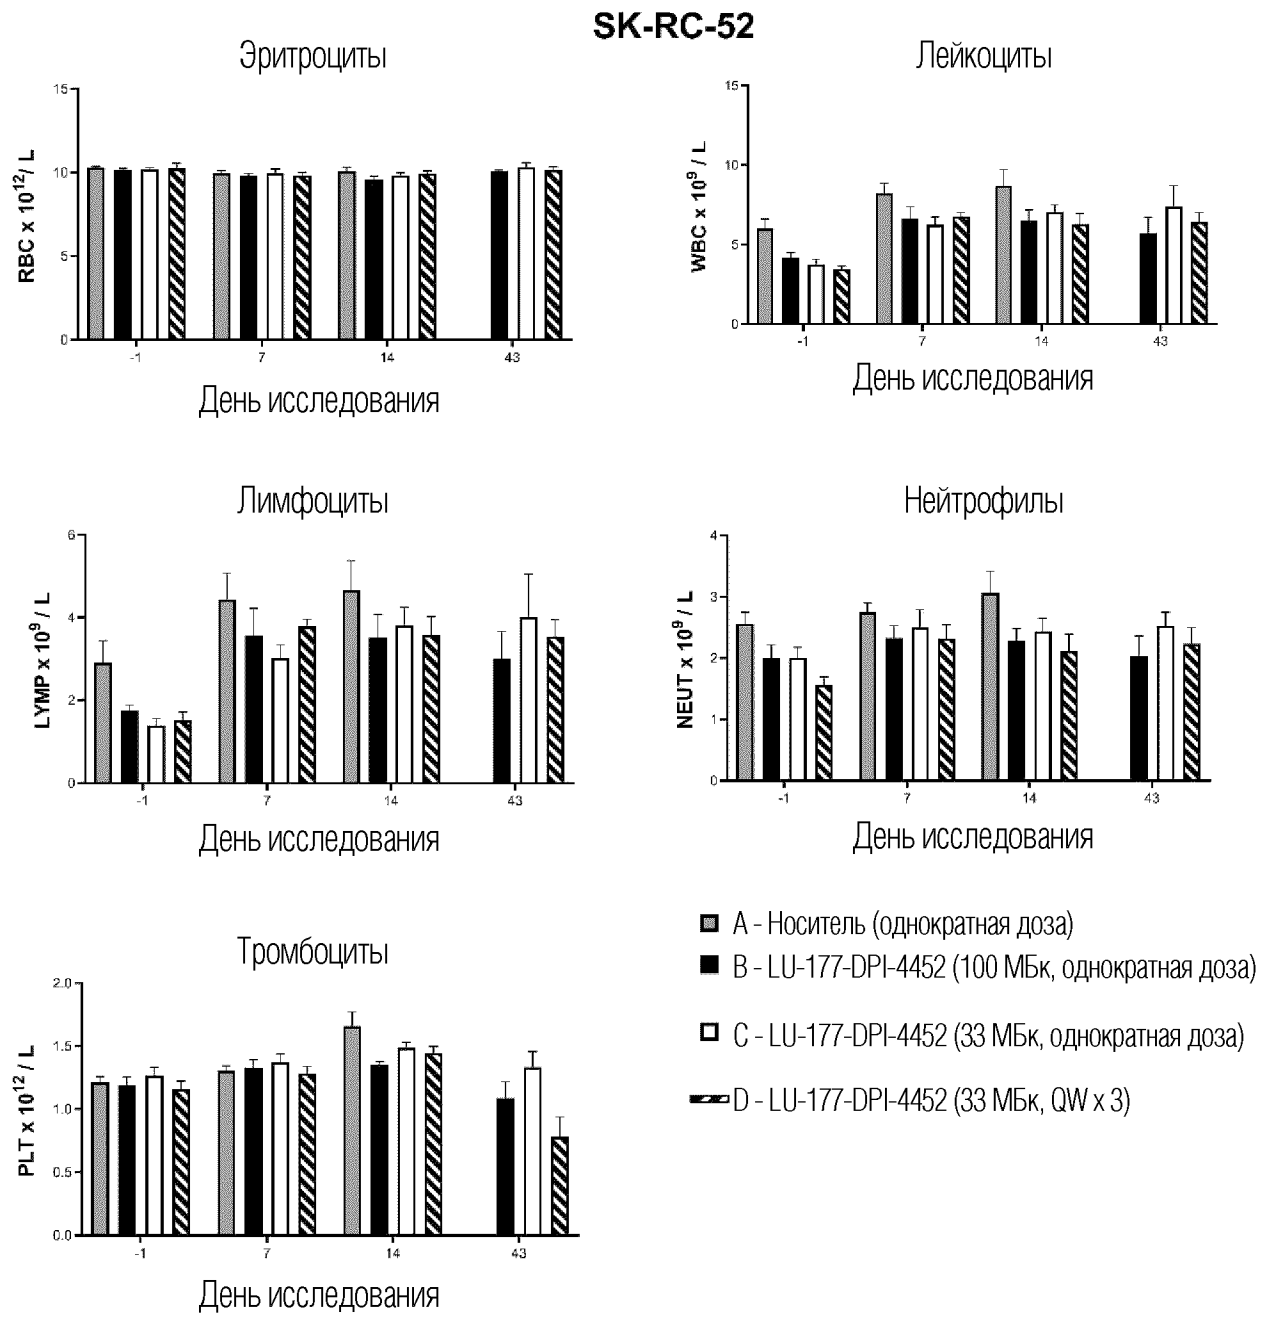 SK-RC-52
Эритроциты
15
10
5
0
RBC x 10¹²/ L
-1 7 14 43
День исследования
Лейкоциты
15
10
5
0
WBC x 10⁹ / L
-1 7 14 43
День исследования
Лимфоциты
6
4
2
0
LYMP x 10⁹ / L
-1 7 14 43
День исследования
Нейтрофилы
4
3
2
1
0
NEUT x 10⁹ / L
-1 7 14 43
День исследования
Тромбоциты
2.0
1.5
1.0
0.5
0.0
PLT x 10¹² / L
-1 7 14 43
День исследования
A - Носитель (однократная доза)
B - LU-177-DPI-4452 (100 МБк, однократная доза)
C - LU-177-DPI-4452 (33 МБк, однократная доза)
D - LU-177-DPI-4452 (33 МБк, QW x 3)